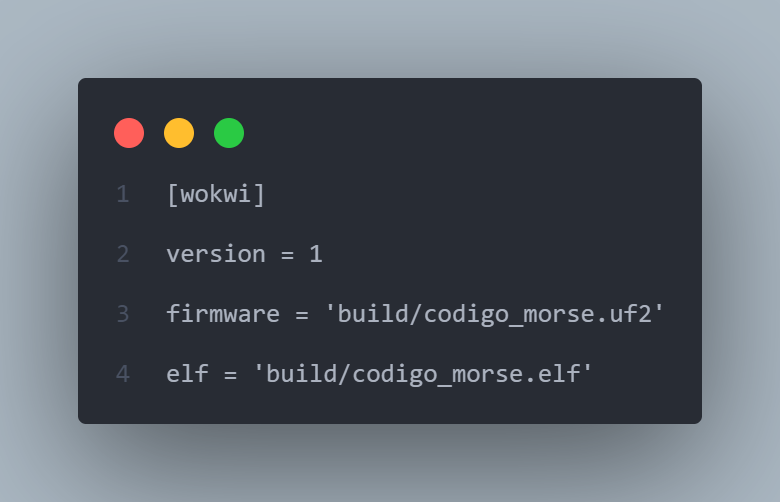 1 [wokwi]
2 version = 1
3 firmware = 'build/codigo_morse.uf2'
4 elf = 'build/codigo_morse.elf'